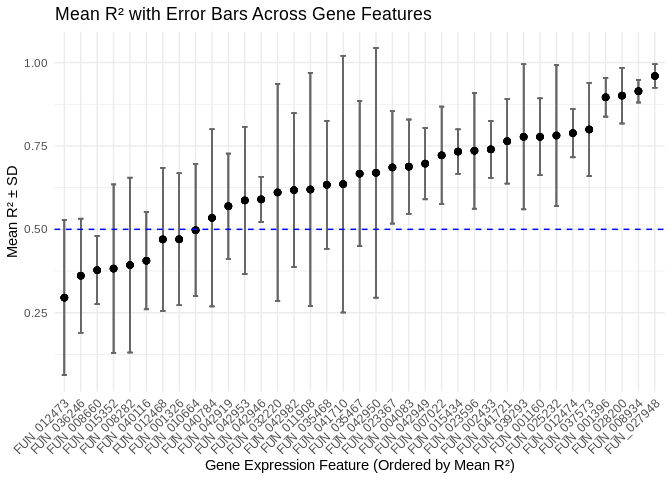 Mean R² with Error Bars Across Gene Features
Mean R² ± SD
1.00
0.75
0.50
0.25
FUN_012473
FUN_036246
FUN_008660
FUN_015352
FUN_008282
FUN_040116
FUN_012468
FUN_001326
FUN_010664
FUN_040784
FUN_042919
FUN_042953
FUN_042946
FUN_032220
FUN_042982
FUN_011908
FUN_035468
FUN_041710
FUN_035467
FUN_042950
FUN_023367
FUN_004083
FUN_042949
FUN_007022
FUN_015434
FUN_023596
FUN_002433
FUN_041721
FUN_039293
FUN_001160
FUN_025232
FUN_012474
FUN_037573
FUN_001396
FUN_028200
FUN_008934
FUN_027948
Gene Expression Feature (Ordered by Mean R²)